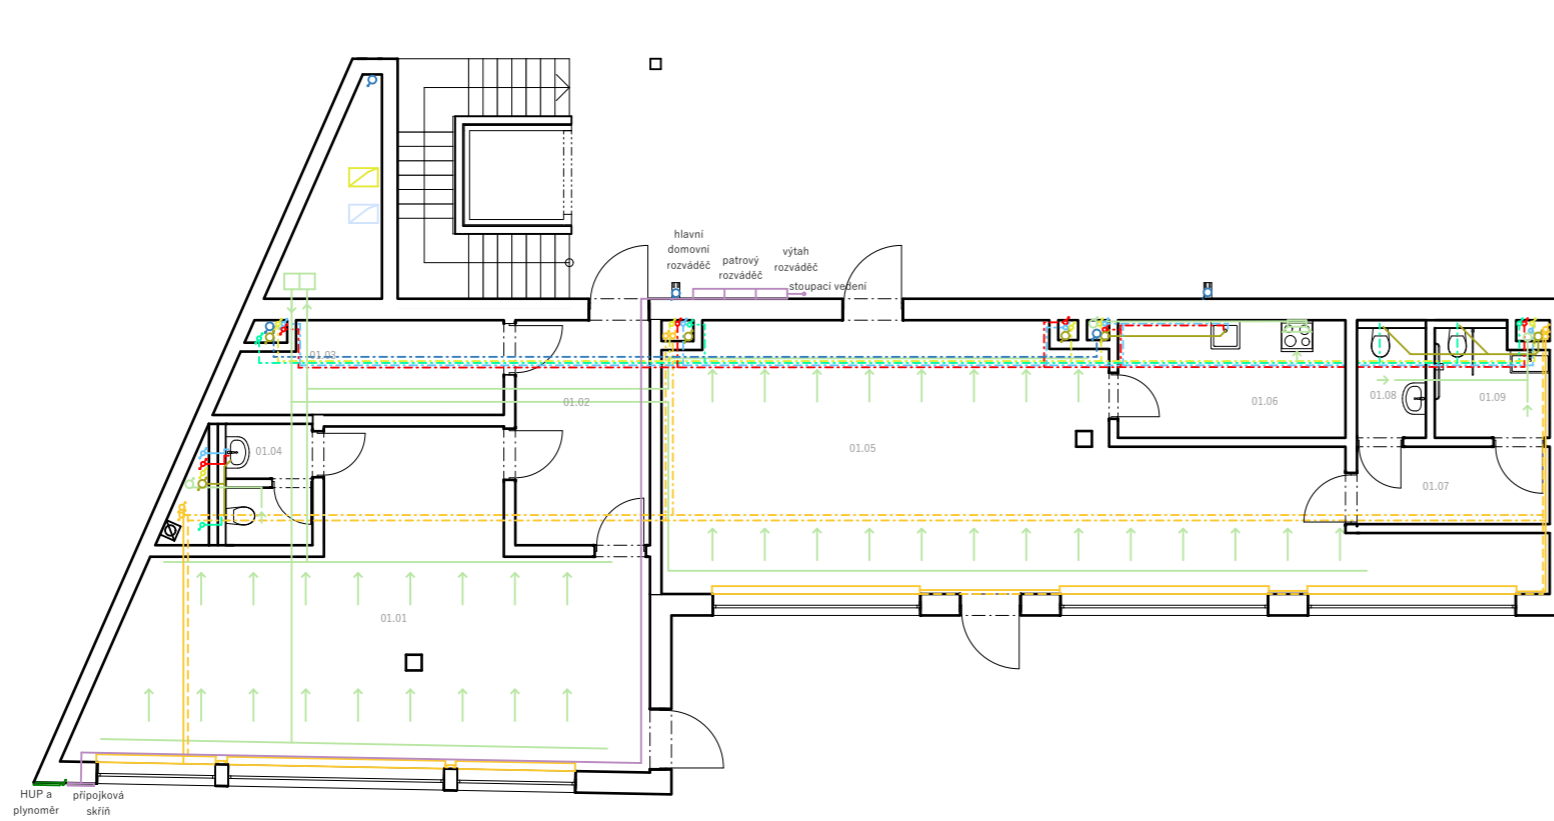 hlavní
domovní
rozváděč
patrový
rozváděč
výtah
rozváděč
stoupací vedení
01.03
01.02
01.04
01.05
01.06
01.08
01.09
01.07
01.01
HUP a
plynoměr
přípojková
skříň